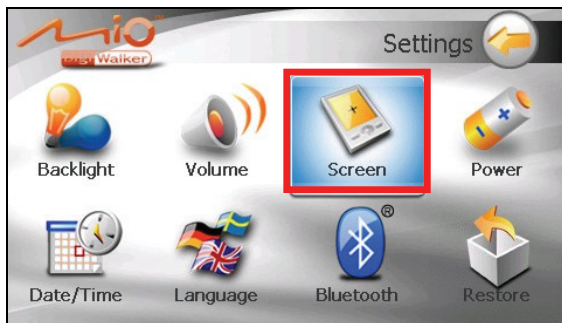 Mio
DigiWalker
Settings
Backlight Volume Screen Power
Date/Time Language Bluetooth® Restore